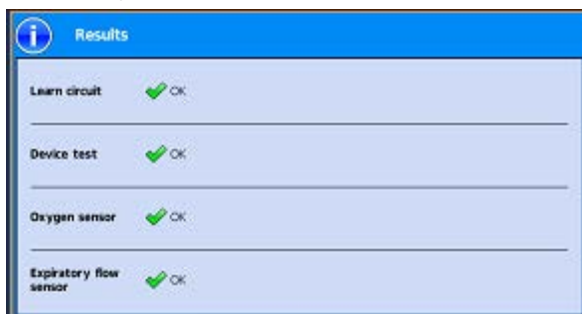 Results
Learn circuit OK
Device test OK
Oxygen sensor OK
Expiratory flow
sensor OK